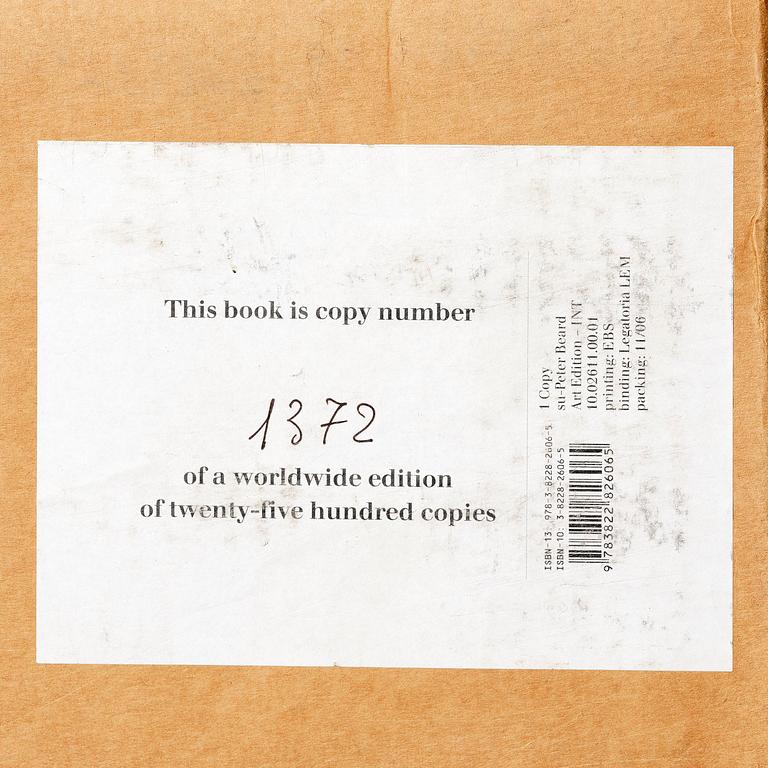 This book is copy number
1372
of a worldwide edition
of twenty-five hundred copies
1 Copy
su-Peter Beard
Art Edition - INT
10.02611.00.01
printing: EBS
binding: Legatoria LEM
packing: 11/06
ISBN-13: 978-3-8228-2606-5
ISBN-10: 3-8228-2606-5
9 783822 826065